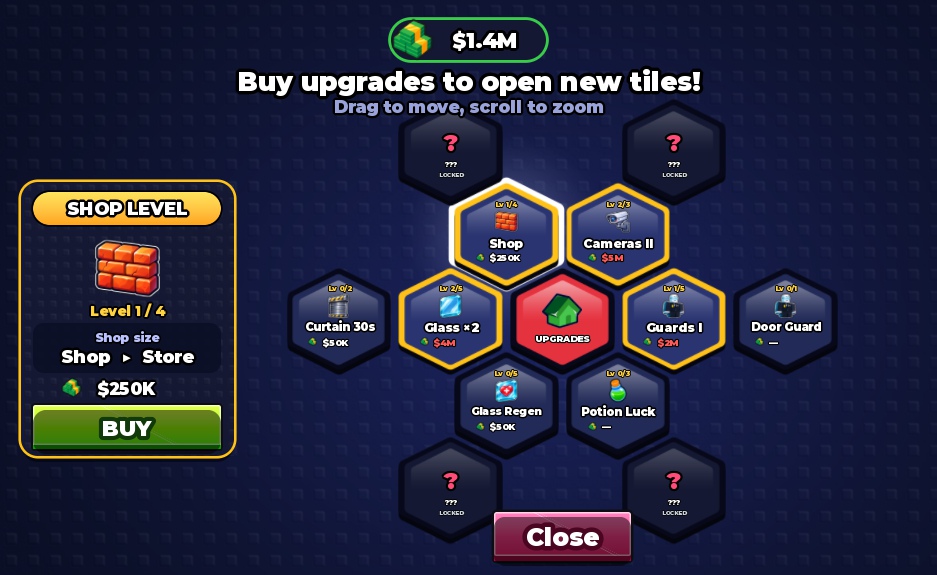 $1.4M
Buy upgrades to open new tiles!
Drag to move, scroll to zoom
?
???
LOCKED
?
???
LOCKED
SHOP LEVEL
Level 1 / 4
Shop size
Shop ▸ Store
$250K
BUY
Lv 1/4
Shop
$250K
Lv 2/3
Cameras II
$5M
Lv 0/2
Curtain 30s
$50K
Lv 2/5
Glass ×2
$4M
UPGRADES
Lv 1/5
Guards I
$2M
Lv 0/1
Door Guard
—
Lv 0/5
Glass Regen
$50K
Lv 0/3
Potion Luck
—
?
???
LOCKED
?
???
LOCKED
Close